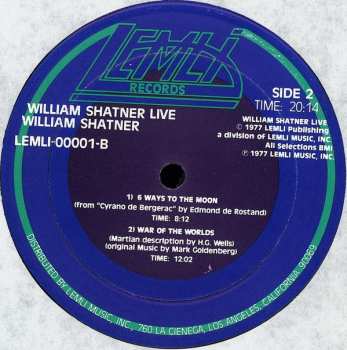 LEMLI
RECORDS
SIDE 2
TIME: 20:14
WILLIAM SHATNER LIVE
WILLIAM SHATNER
LEMLI-00001-B
WILLIAM SHATNER LIVE
© 1977 LEMLI Publishing
a division of LEMLI MUSIC, INC.
All Selections BMI
℗ 1977 LEMLI MUSIC, INC.
1) 6 WAYS TO THE MOON
(from "Cyrano de Bergerac" by Edmond de Rostand)
TIME: 8:12
2) WAR OF THE WORLDS
(Martian description by H.G. Wells)
(original Music by Mark Goldenberg)
TIME: 12:02
DISTRIBUTED BY LEMLI MUSIC, INC., 760 LA CIENEGA, LOS ANGELES, CALIFORNIA. 90069